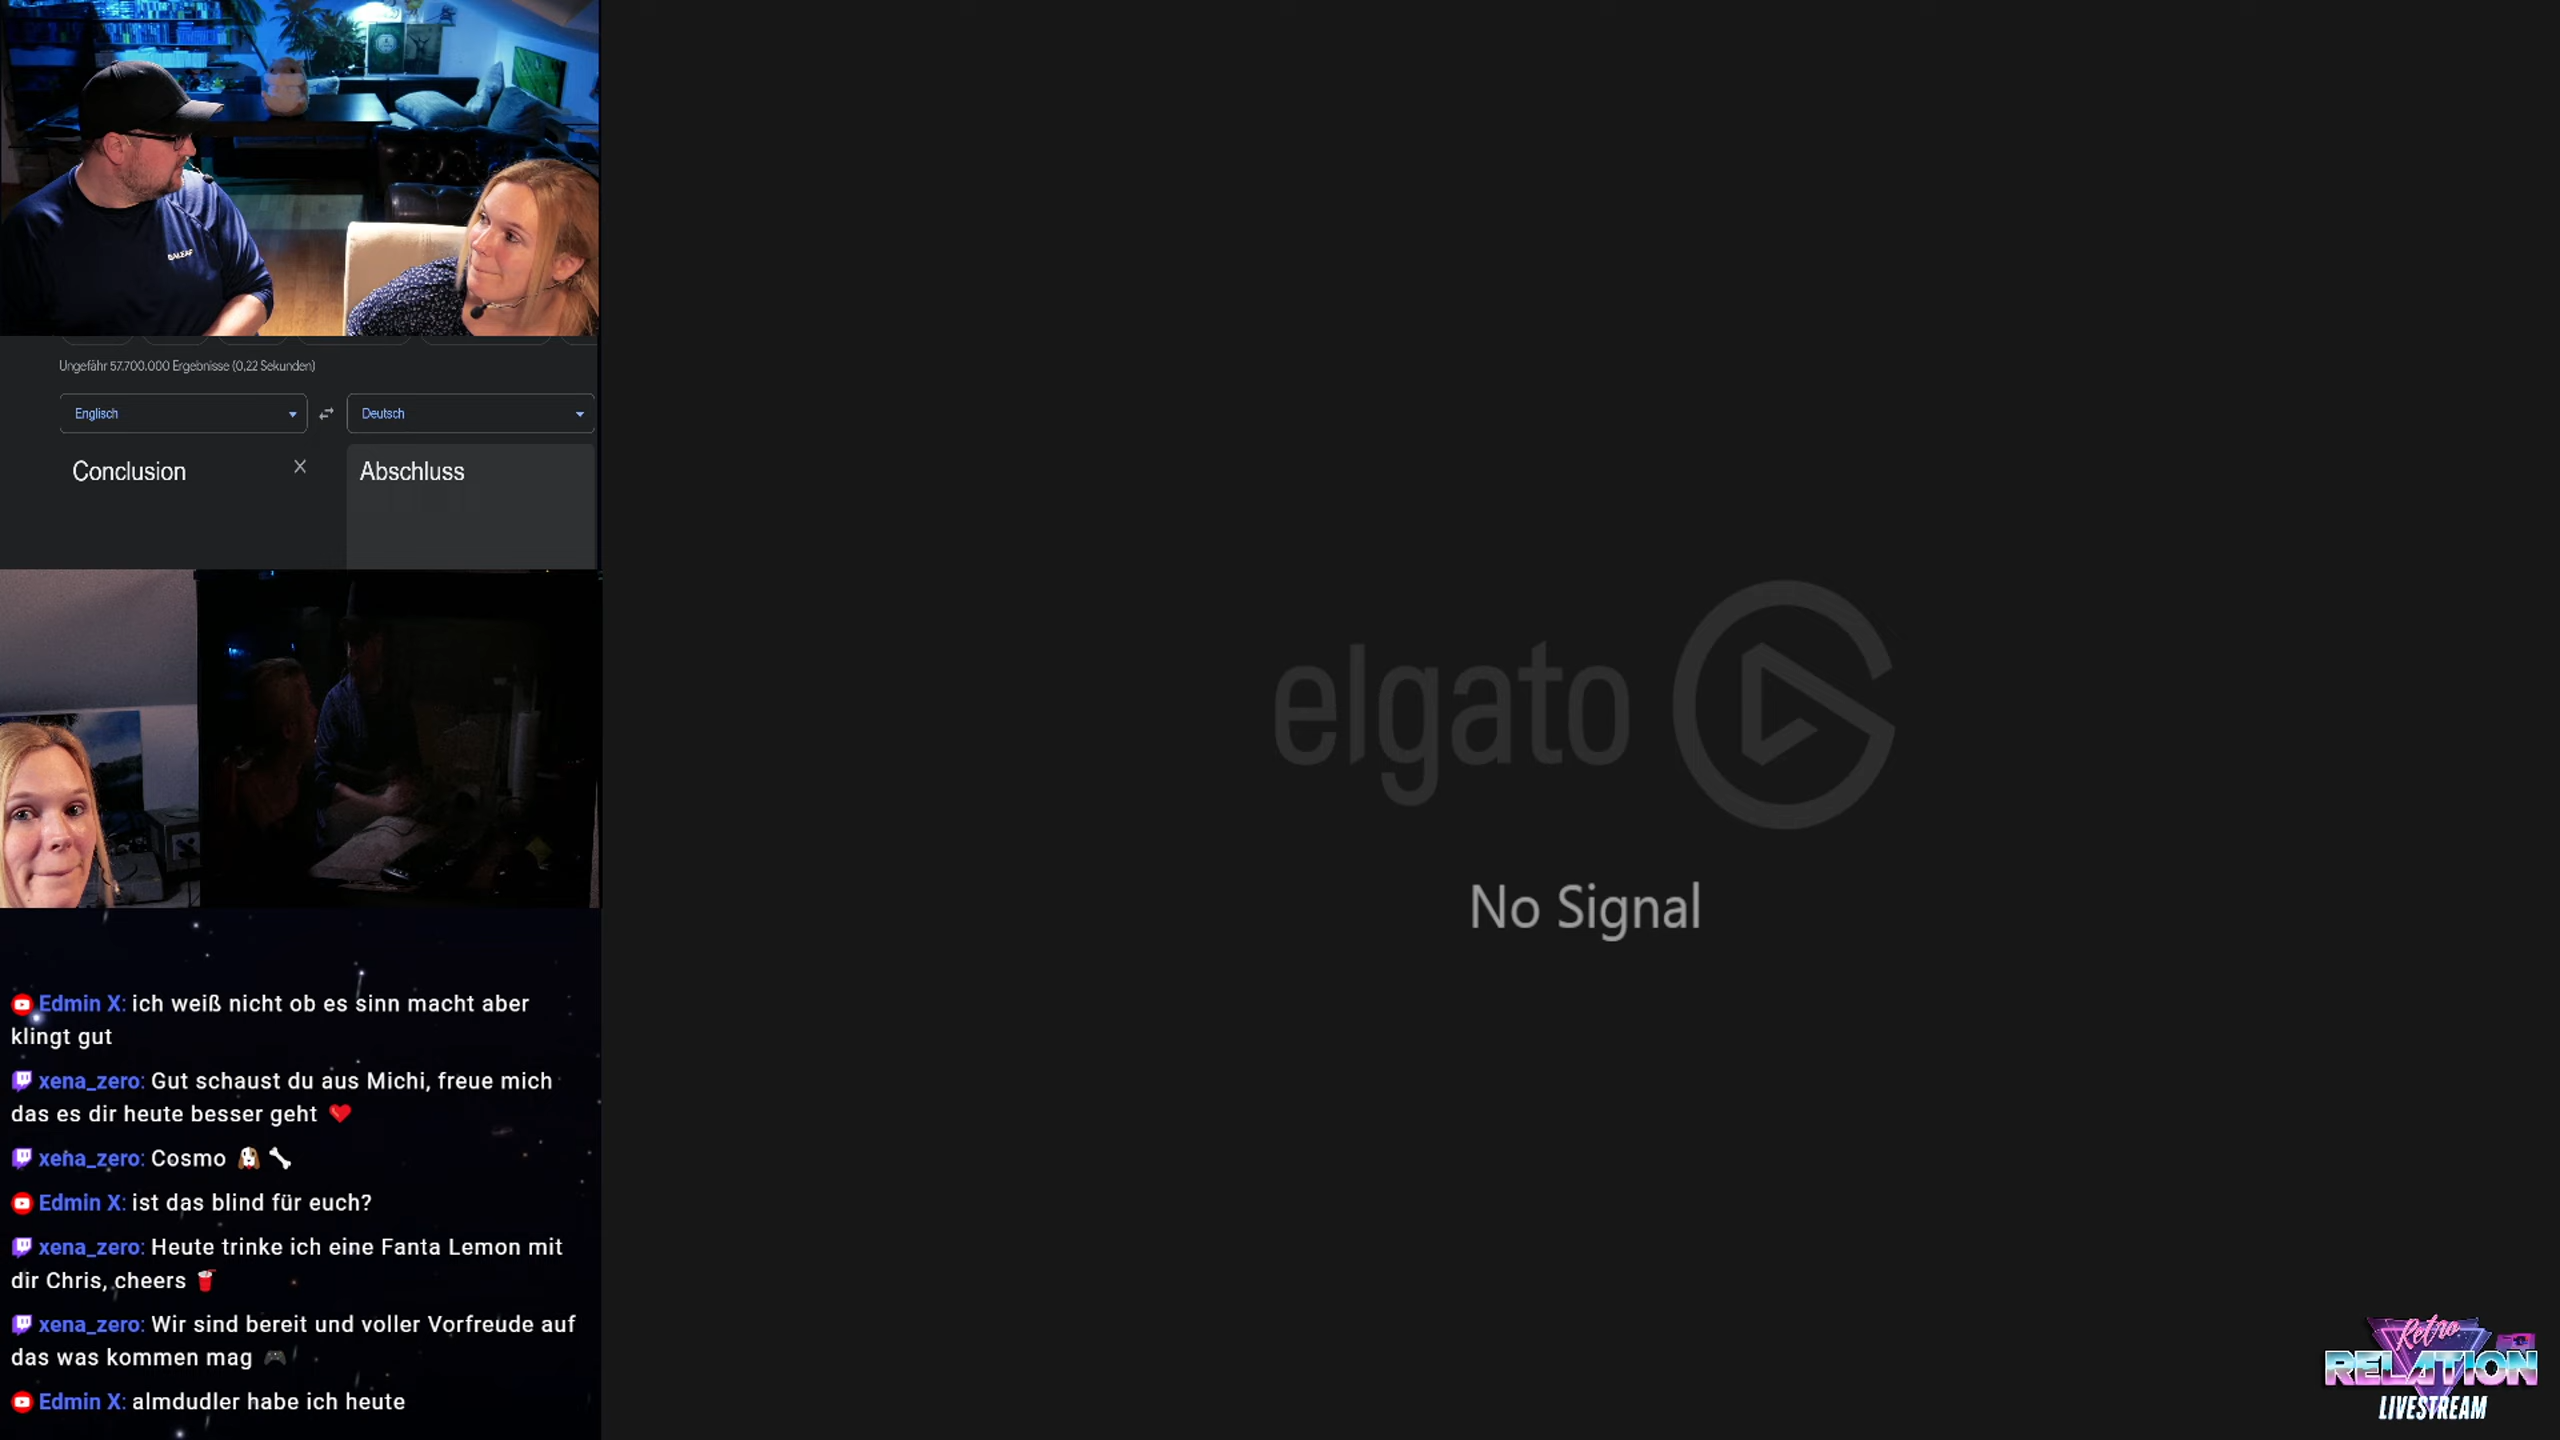 BALEAF
Ungefähr 57.700.000 Ergebnisse (0,22 Sekunden)
Englisch
Deutsch
Conclusion
Abschluss
Edmin X: ich weiß nicht ob es sinn macht aber
klingt gut
xena_zero: Gut schaust du aus Michi, freue mich
das es dir heute besser geht ❤️
xena_zero: Cosmo 🐶 🦴
Edmin X: ist das blind für euch?
xena_zero: Heute trinke ich eine Fanta Lemon mit
dir Chris, cheers 🥤
xena_zero: Wir sind bereit und voller Vorfreude auf
das was kommen mag 🎮
Edmin X: almdudler habe ich heute
elgato
No Signal
Retro
RELATION
LIVESTREAM